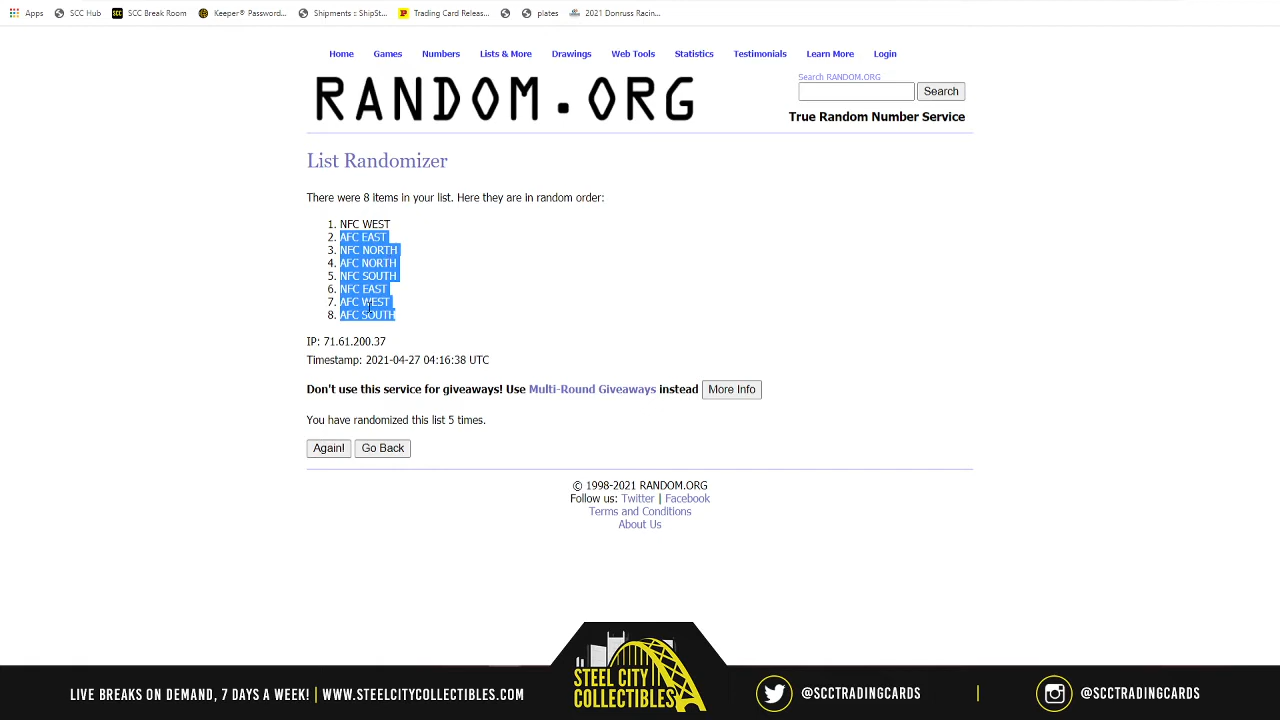 Apps SCC Hub SCC Break Room Keeper® Password... Shipments :: ShipSt... Trading Card Releas... plates 2021 Donruss Racin...
Home Games Numbers Lists & More Drawings Web Tools Statistics Testimonials Learn More Login
RANDOM.ORG
Search RANDOM.ORG
Search
True Random Number Service
List Randomizer
There were 8 items in your list. Here they are in random order:
1. NFC WEST
2. AFC EAST
3. NFC NORTH
4. AFC NORTH
5. NFC SOUTH
6. NFC EAST
7. AFC WEST
8. AFC SOUTH
IP: 71.61.200.37
Timestamp: 2021-04-27 04:16:38 UTC
Don't use this service for giveaways! Use Multi-Round Giveaways instead More Info
You have randomized this list 5 times.
Again! Go Back
© 1998-2021 RANDOM.ORG
Follow us: Twitter | Facebook
Terms and Conditions
About Us
LIVE BREAKS ON DEMAND, 7 DAYS A WEEK! | WWW.STEELCITYCOLLECTIBLES.COM
STEEL CITY
COLLECTIBLES
@SCCTRADINGCARDS | @SCCTRADINGCARDS